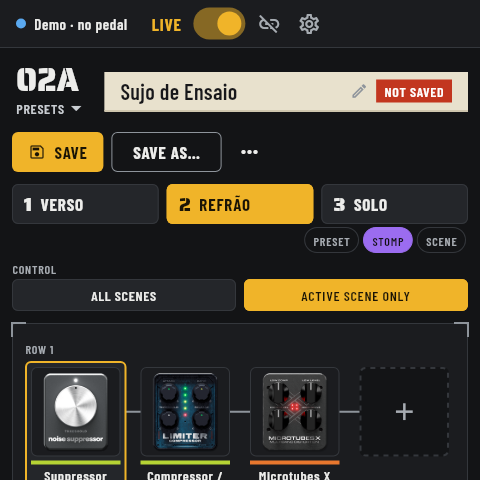 Demo · no pedal LIVE
02A
PRESETS
Sujo de Ensaio NOT SAVED
SAVE SAVE AS... •••
1 VERSO 2 REFRÃO 3 SOLO
PRESET STOMP SCENE
CONTROL
ALL SCENES ACTIVE SCENE ONLY
ROW 1
noise suppressor
LIMITER
COMPRESSOR
MICROTUBES X
+
Suppressor Compressor / Microtubes X